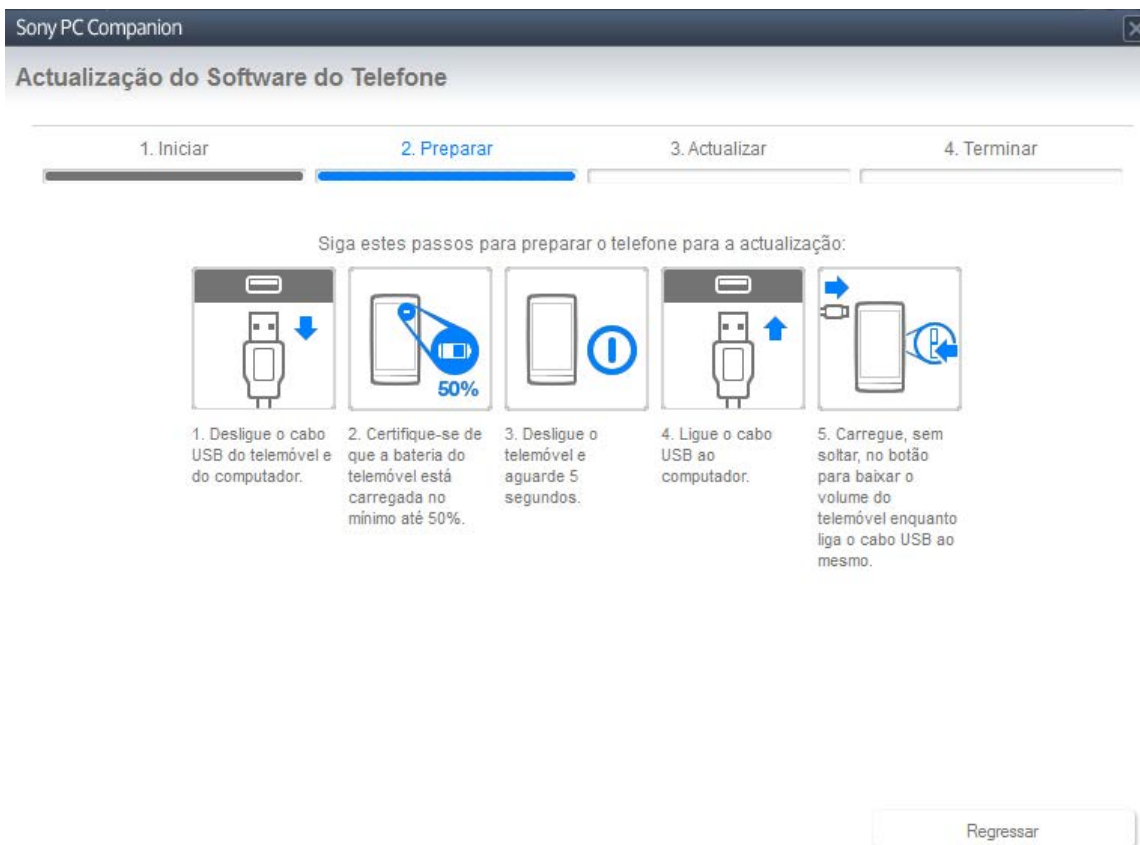 Sony PC Companion
Actualização do Software do Telefone
1. Iniciar
2. Preparar
3. Actualizar
4. Terminar
Siga estes passos para preparar o telefone para a actualização:
50%
1. Desligue o cabo
USB do telemóvel e
do computador.
2. Certifique-se de
que a bateria do
telemóvel está
carregada no
mínimo até 50%.
3. Desligue o
telemóvel e
aguarde 5
segundos.
4. Ligue o cabo
USB ao
computador.
5. Carregue, sem
soltar, no botão
para baixar o
volume do
telemóvel enquanto
liga o cabo USB ao
mesmo.
Regressar